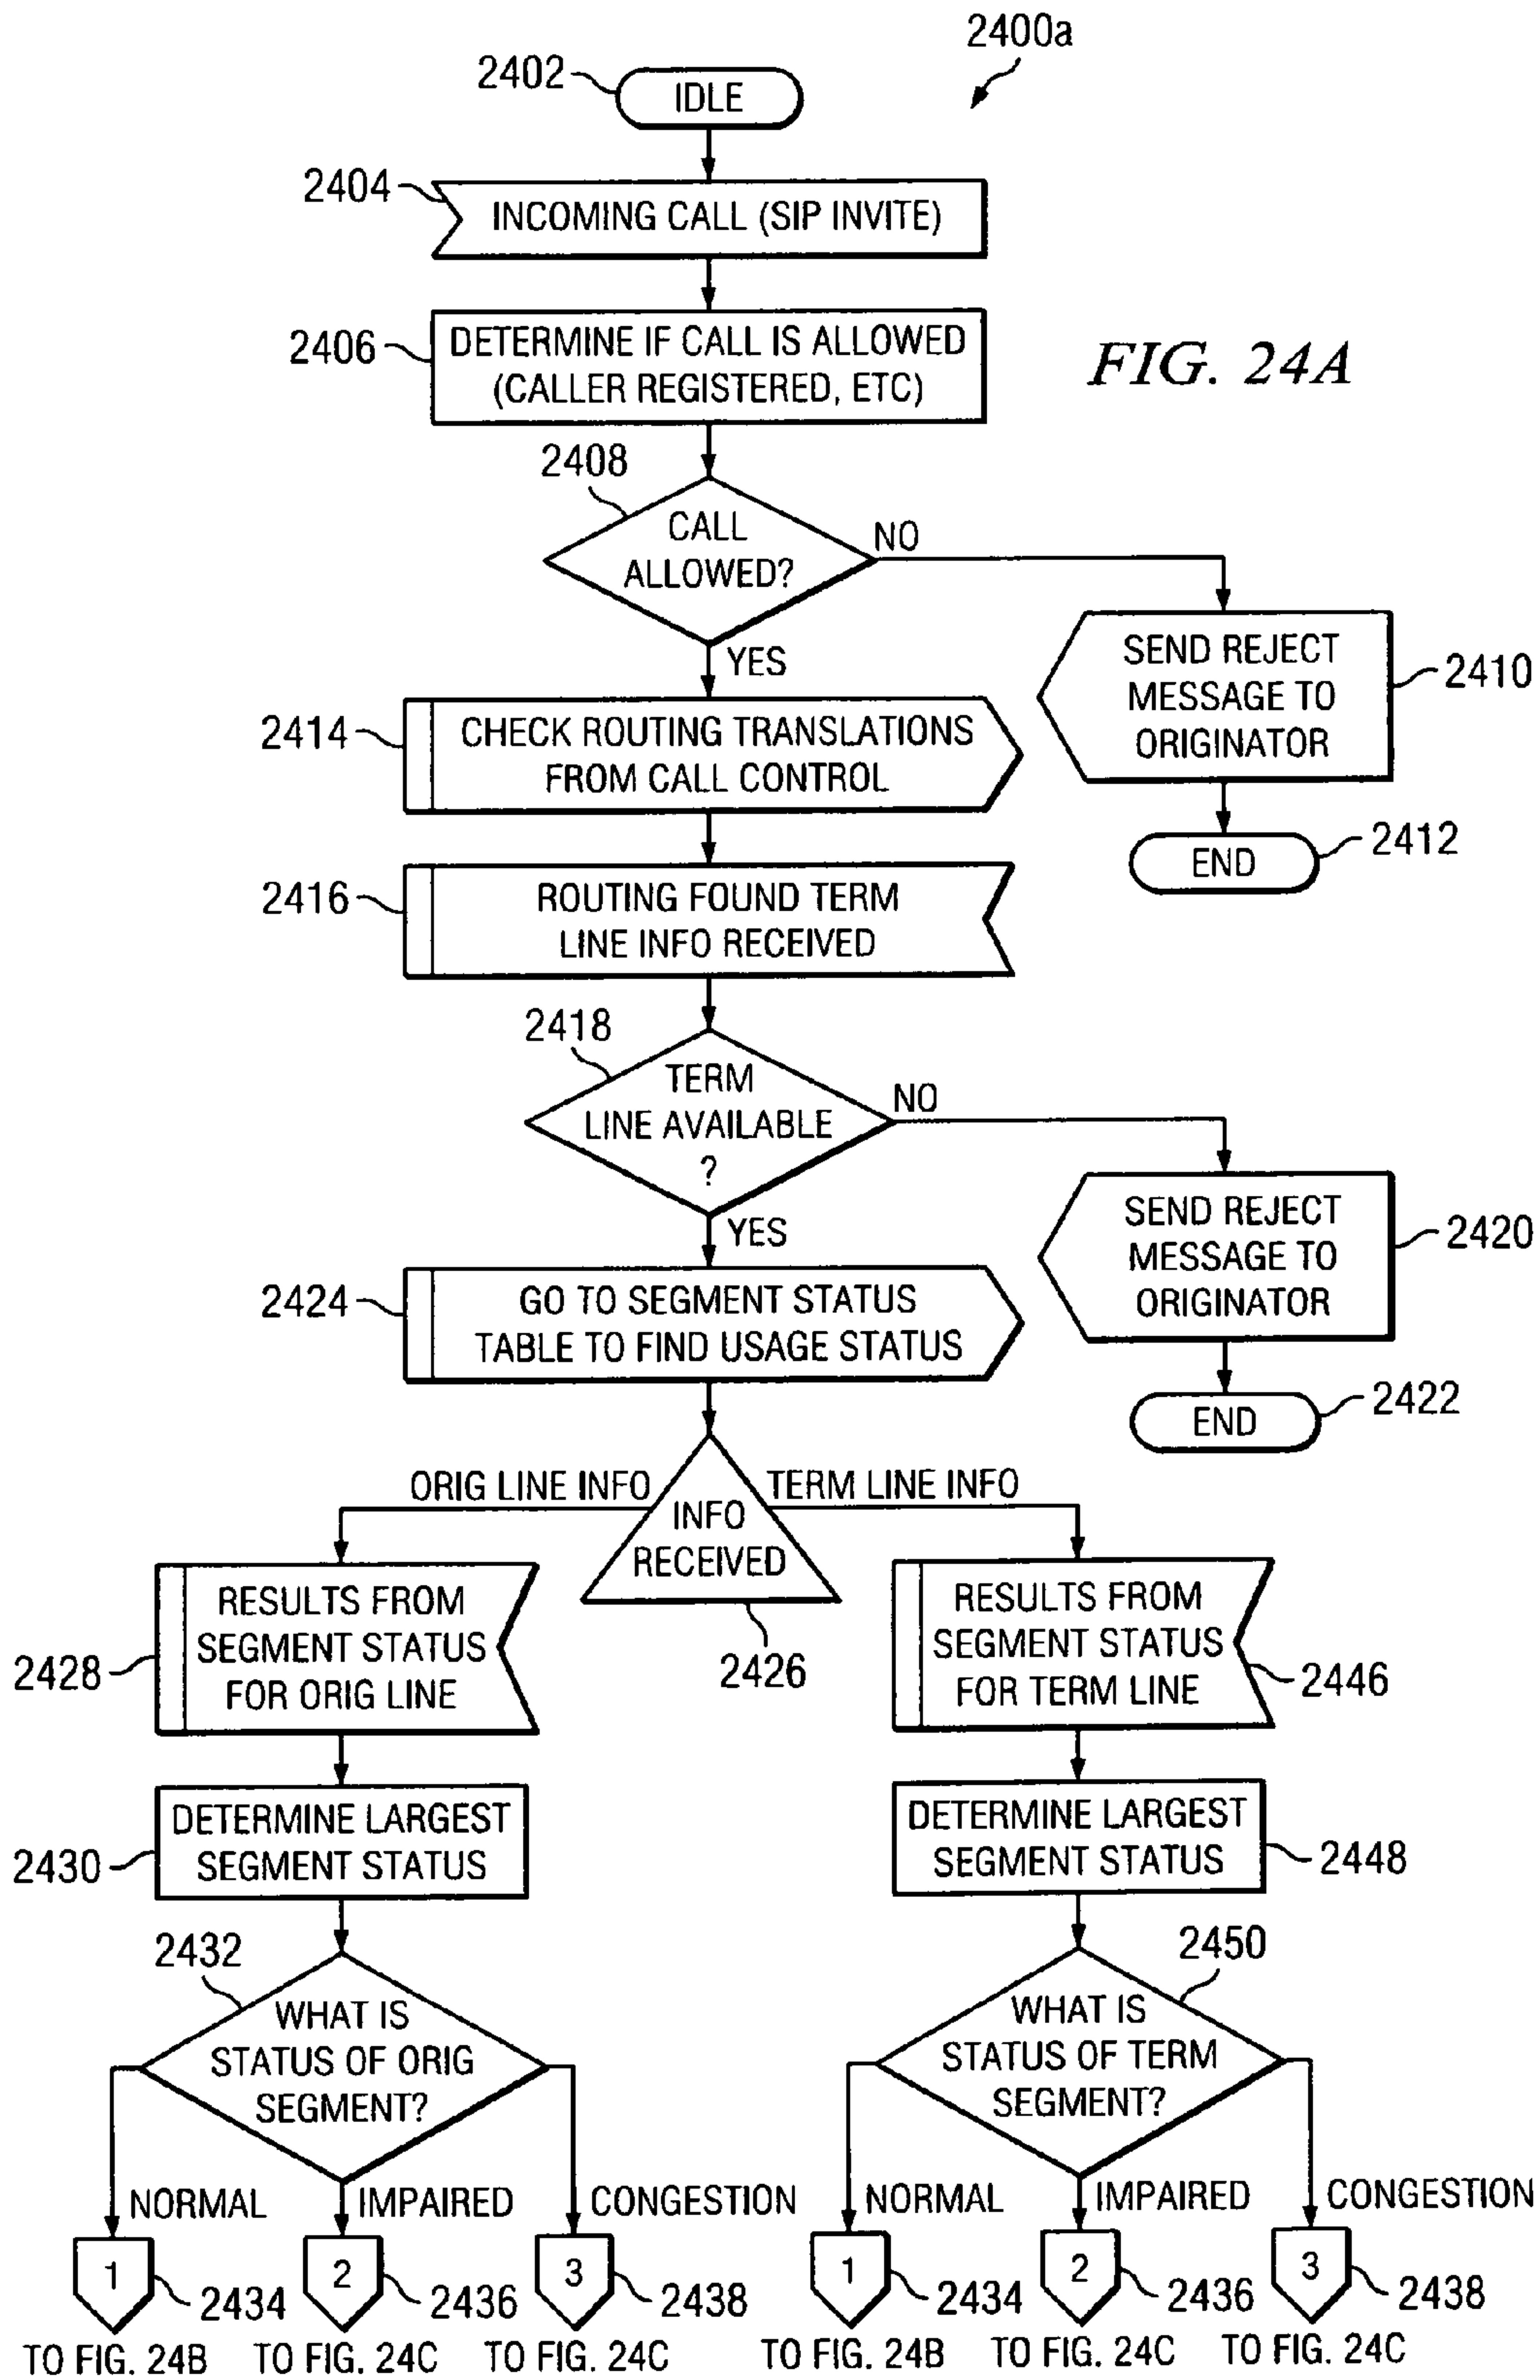 2400a
2402
IDLE
2404
INCOMING CALL (SIP INVITE)
2406
DETERMINE IF CALL IS ALLOWED
(CALLER REGISTERED, ETC)
FIG. 24A
2408
CALL
ALLOWED?
NO
YES
SEND REJECT
MESSAGE TO
ORIGINATOR
2410
END
2412
2414
CHECK ROUTING TRANSLATIONS
FROM CALL CONTROL
2416
ROUTING FOUND TERM
LINE INFO RECEIVED
2418
TERM
LINE AVAILABLE
?
NO
YES
SEND REJECT
MESSAGE TO
ORIGINATOR
2420
END
2422
2424
GO TO SEGMENT STATUS
TABLE TO FIND USAGE STATUS
ORIG LINE INFO
TERM LINE INFO
INFO
RECEIVED
2426
RESULTS FROM
SEGMENT STATUS
FOR ORIG LINE
2428
RESULTS FROM
SEGMENT STATUS
FOR TERM LINE
2446
DETERMINE LARGEST
SEGMENT STATUS
2430
DETERMINE LARGEST
SEGMENT STATUS
2448
2432
WHAT IS
STATUS OF ORIG
SEGMENT?
2450
WHAT IS
STATUS OF TERM
SEGMENT?
NORMAL
IMPAIRED
CONGESTION
NORMAL
IMPAIRED
CONGESTION
1
2434
2
2436
3
2438
1
2434
2
2436
3
2438
TO FIG. 24B
TO FIG. 24C
TO FIG. 24C
TO FIG. 24B
TO FIG. 24C
TO FIG. 24C